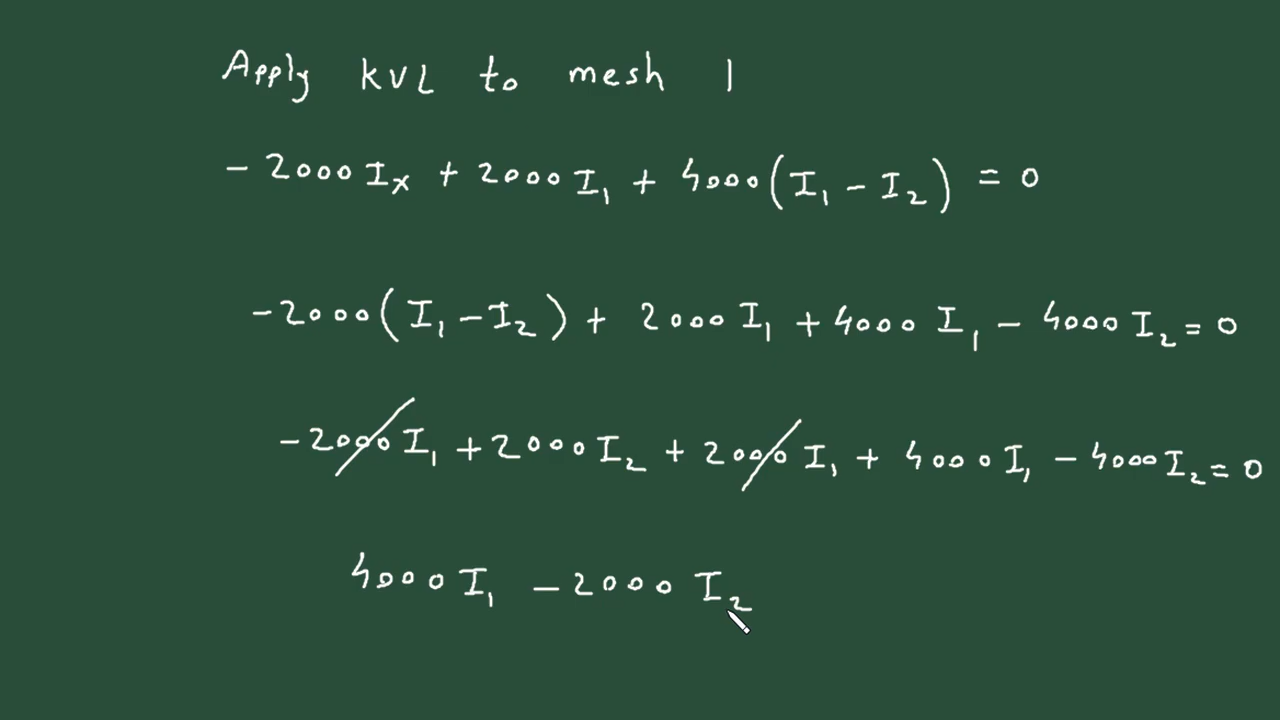 Apply KVL to mesh 1
- 2000 Iₓ + 2000 I₁ + 4000 (I₁ - I₂) = 0
-2000 (I₁ - I₂) + 2000 I₁ + 4000 I₁ - 4000 I₂ = 0
-2000 I₁ + 2000 I₂ + 2000 I₁ + 4000 I₁ - 4000 I₂ = 0
4000 I₁ - 2000 I₂